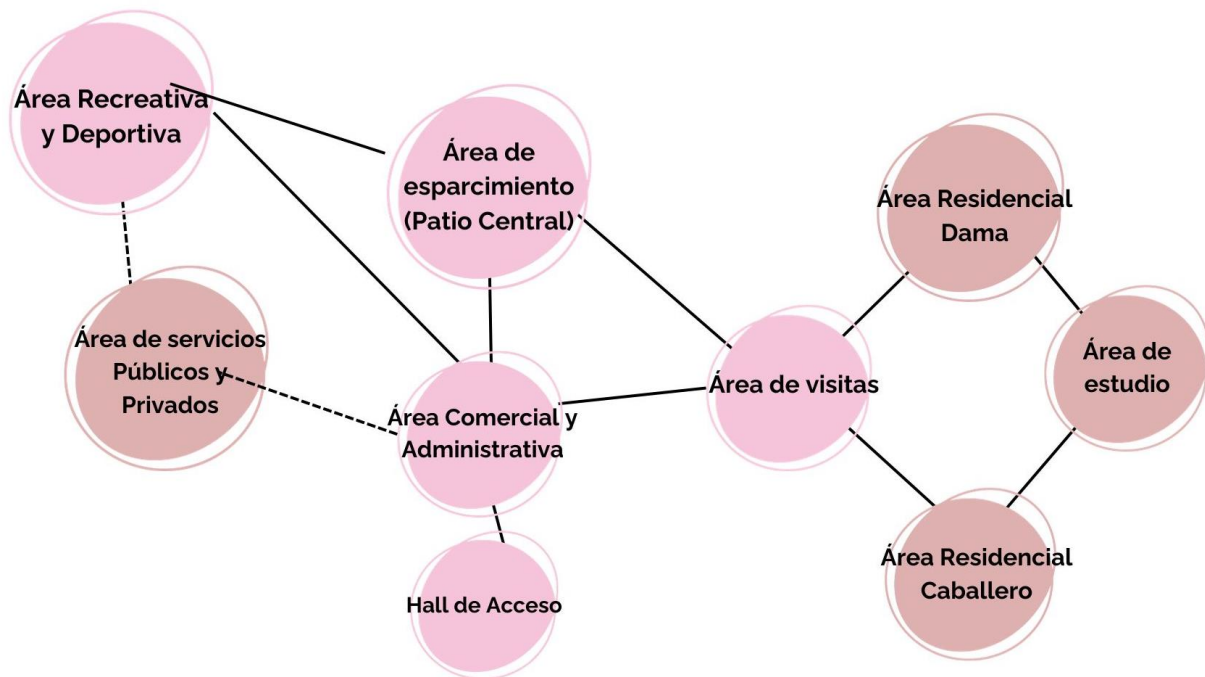 Área Recreativa
y Deportiva
Área de
esparcimiento
(Patio Central)
Área Residencial
Dama
Área de servicios
Públicos y
Privados
Área de visitas
Área de
estudio
Área Comercial y
Administrativa
Área Residencial
Caballero
Hall de Acceso